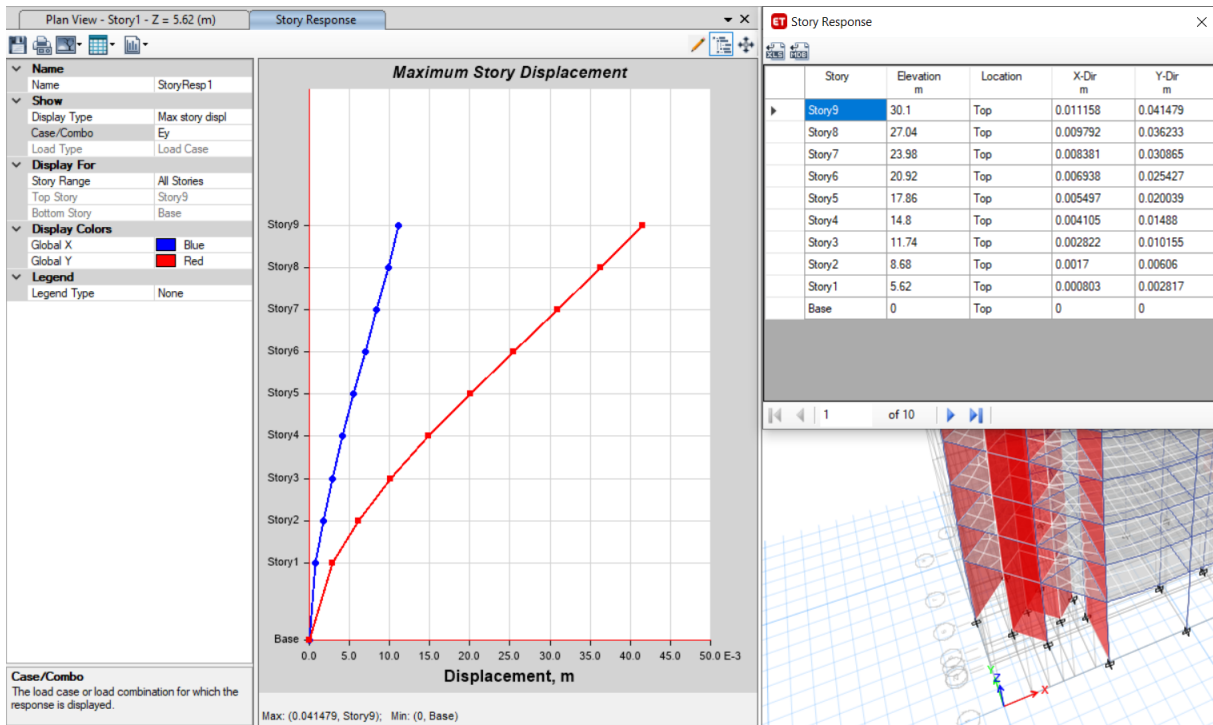 Plan View - Story1 - Z = 5.62 (m)
Story Response
Name
Name StoryResp1
Show
Display Type Max story displ
Case/Combo Ey
Load Type Load Case
Display For
Story Range All Stories
Top Story Story9
Bottom Story Base
Display Colors
Global X Blue
Global Y Red
Legend
Legend Type None
Case/Combo
The load case or load combination for which the
response is displayed.
Maximum Story Displacement
Story9
Story8
Story7
Story6
Story5
Story4
Story3
Story2
Story1
Base
0.0 5.0 10.0 15.0 20.0 25.0 30.0 35.0 40.0 45.0 50.0 E-3
Displacement, m
Max: (0.041479, Story9); Min: (0, Base)
ET Story Response
XLS MDB
Story Elevation Location X-Dir Y-Dir
m m m
Story9 30.1 Top 0.011158 0.041479
Story8 27.04 Top 0.009792 0.036233
Story7 23.98 Top 0.008381 0.030865
Story6 20.92 Top 0.006938 0.025427
Story5 17.86 Top 0.005497 0.020039
Story4 14.8 Top 0.004105 0.01488
Story3 11.74 Top 0.002822 0.010155
Story2 8.68 Top 0.0017 0.00606
Story1 5.62 Top 0.000803 0.002817
Base 0 Top 0 0
1 of 10
Y
Z
X